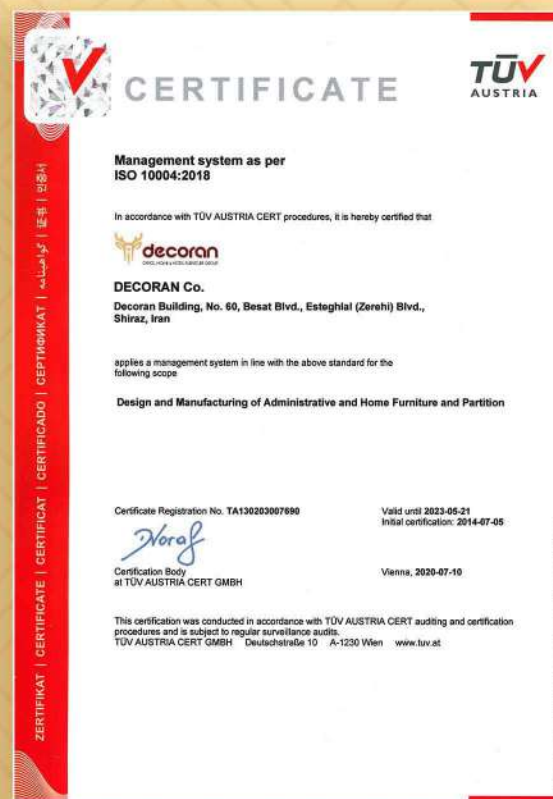 CERTIFICATE
TÜV
AUSTRIA
Management system as per
ISO 10004:2018
In accordance with TÜV AUSTRIA CERT procedures, it is hereby certified that
decoran
DECORAN Co.
Decoran Building, No. 60, Besat Blvd., Esteghlal (Zerehi) Blvd.,
Shiraz, Iran
applies a management system in line with the above standard for the
following scope
Design and Manufacturing of Administrative and Home Furniture and Partition
Certificate Registration No. TA130203007690
Valid until 2023-05-21
Initial certification: 2014-07-05
Certification Body
at TÜV AUSTRIA CERT GMBH
Vienna, 2020-07-10
This certification was conducted in accordance with TÜV AUSTRIA CERT auditing and certification
procedures and is subject to regular surveillance audits.
TÜV AUSTRIA CERT GMBH Deutschstraße 10 A-1230 Wien www.tuv.at
ZERTIFIKAT | CERTIFICATE | CERTIFICAT | CERTIFICADO | СЕРТИФИКАТ | گواهینامه | 证书 | 인증서